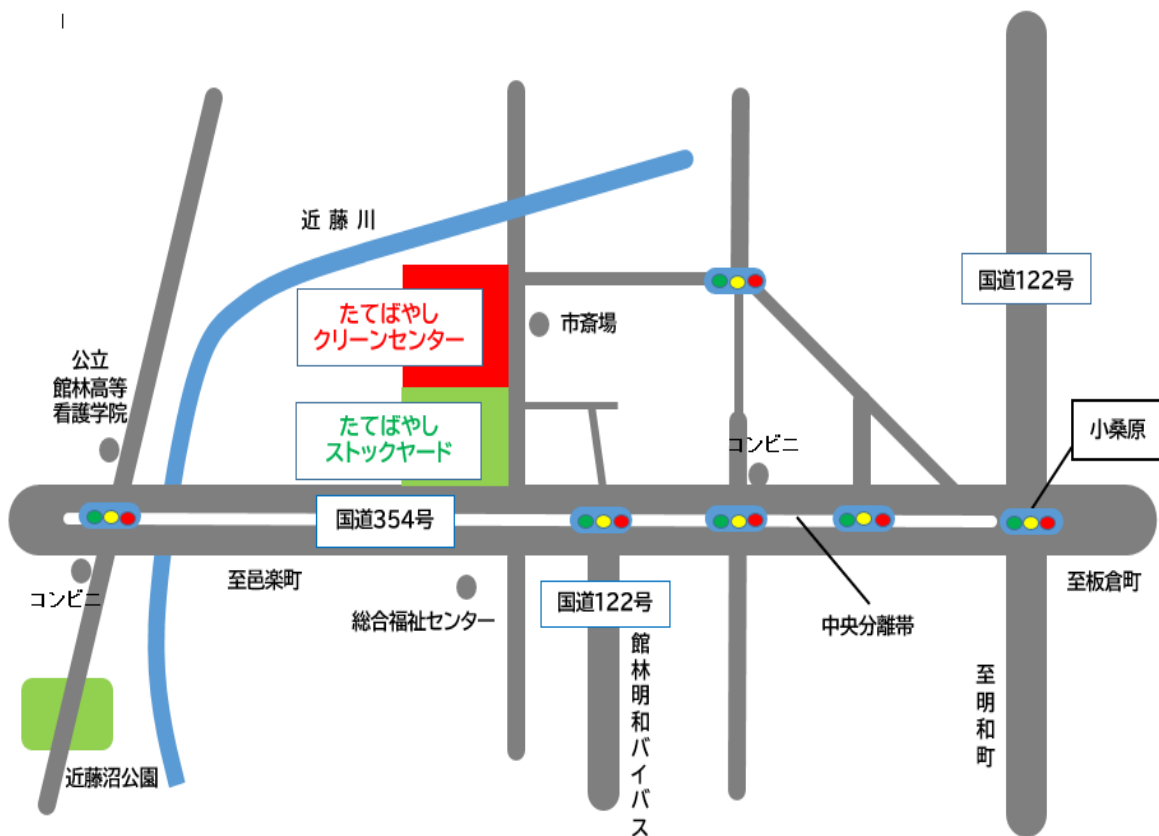 近藤川
国道122号
たてばやし
クリーンセンター
市斎場
公立
館林高等
看護学院
たてばやし
ストックヤード
小桑原
コンビニ
国道354号
至邑楽町
至板倉町
コンビニ
国道122号
総合福祉センター
中央分離帯
館林明和バイパス
至明和町
近藤沼公園